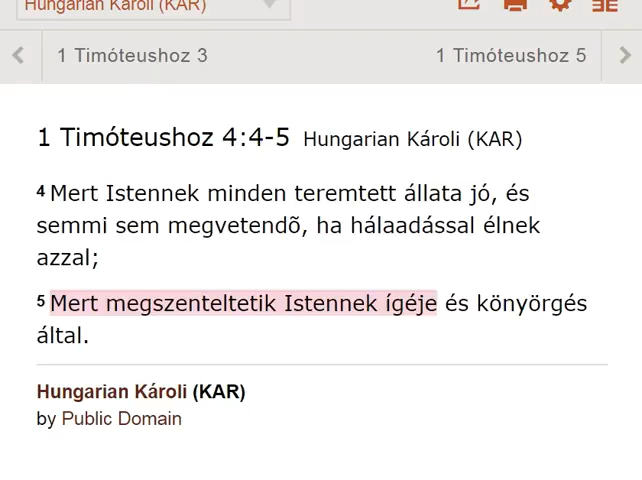 Hungarian Károli (KAR)
1 Timóteushoz 3
1 Timóteushoz 5
1 Timóteushoz 4:4-5 Hungarian Károli (KAR)
4 Mert Istennek minden teremtett állata jó, és
semmi sem megvetendõ, ha hálaadással élnek
azzal;
5 Mert megszenteltetik Istennek ígéje és könyörgés
által.
Hungarian Károli (KAR)
by Public Domain